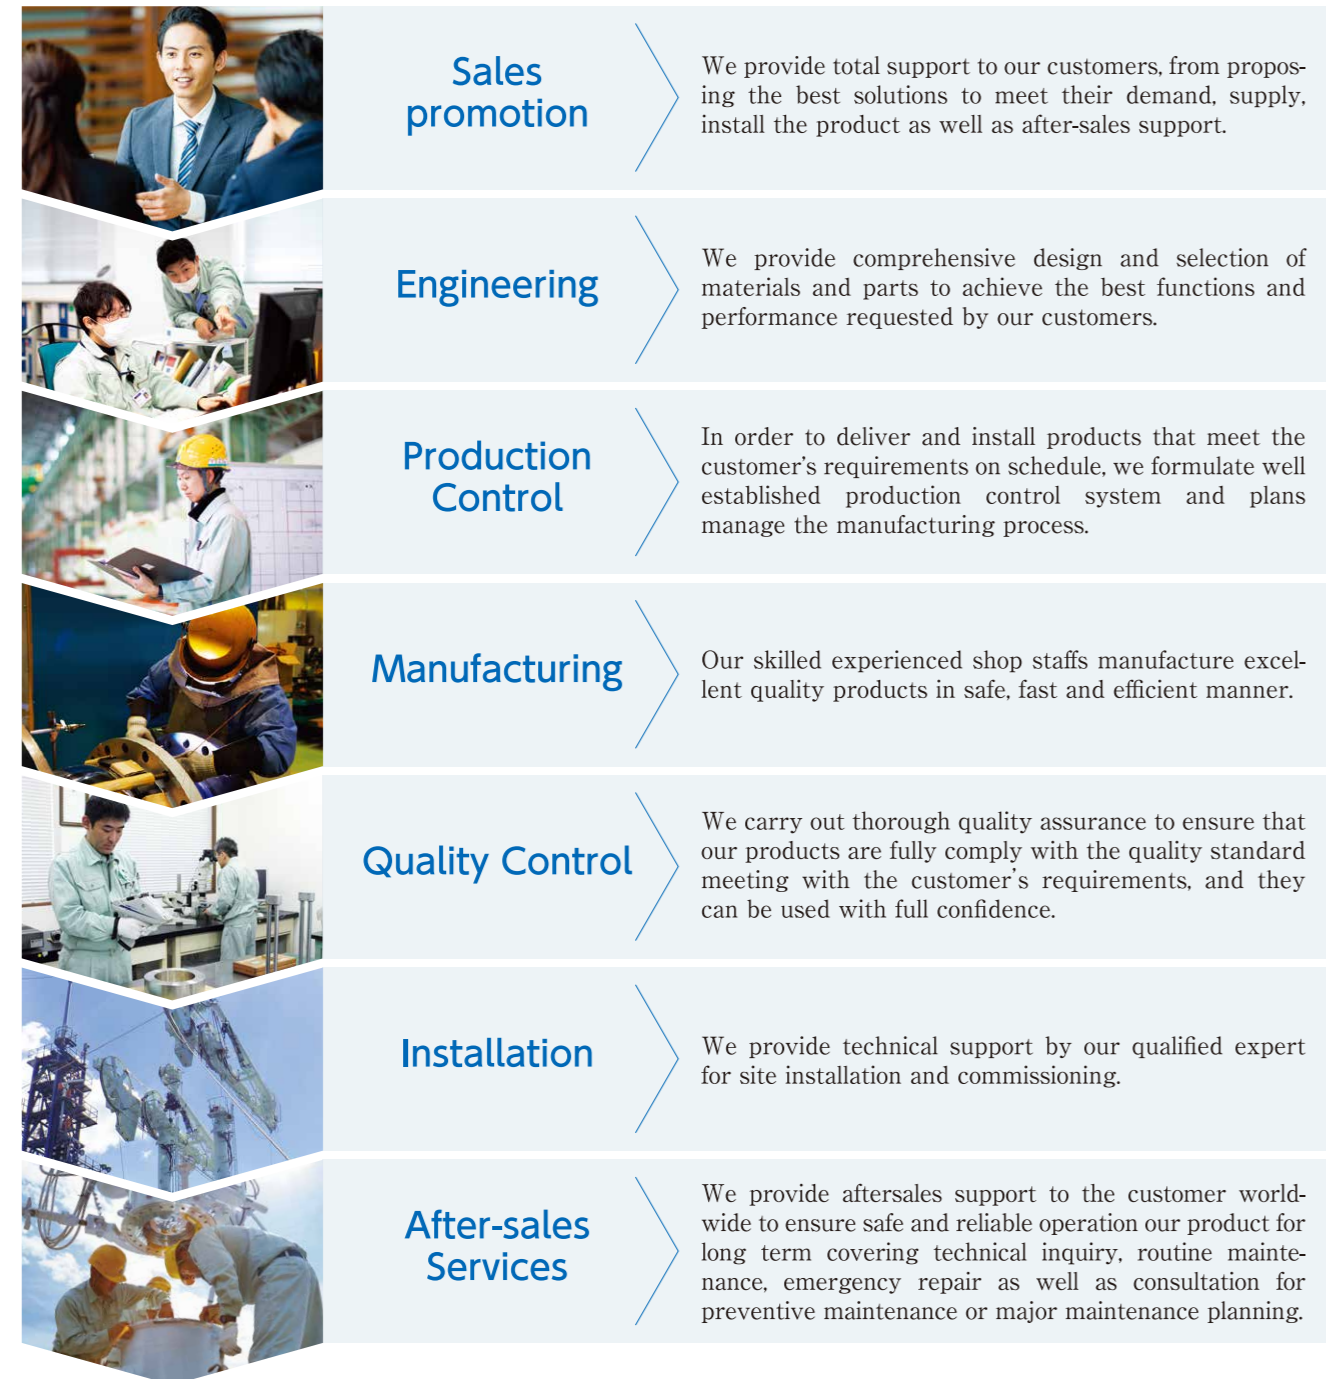 Sales
promotion
We provide total support to our customers, from propos-
ing the best solutions to meet their demand, supply,
install the product as well as after-sales support.
Engineering
We provide comprehensive design and selection of
materials and parts to achieve the best functions and
performance requested by our customers.
Production
Control
In order to deliver and install products that meet the
customer's requirements on schedule, we formulate well
established production control system and plans
manage the manufacturing process.
Manufacturing
Our skilled experienced shop staffs manufacture excel-
lent quality products in safe, fast and efficient manner.
Quality Control
We carry out thorough quality assurance to ensure that
our products are fully comply with the quality standard
meeting with the customer's requirements, and they
can be used with full confidence.
Installation
We provide technical support by our qualified expert
for site installation and commissioning.
After-sales
Services
We provide aftersales support to the customer world-
wide to ensure safe and reliable operation our product for
long term covering technical inquiry, routine mainte-
nance, emergency repair as well as consultation for
preventive maintenance or major maintenance planning.